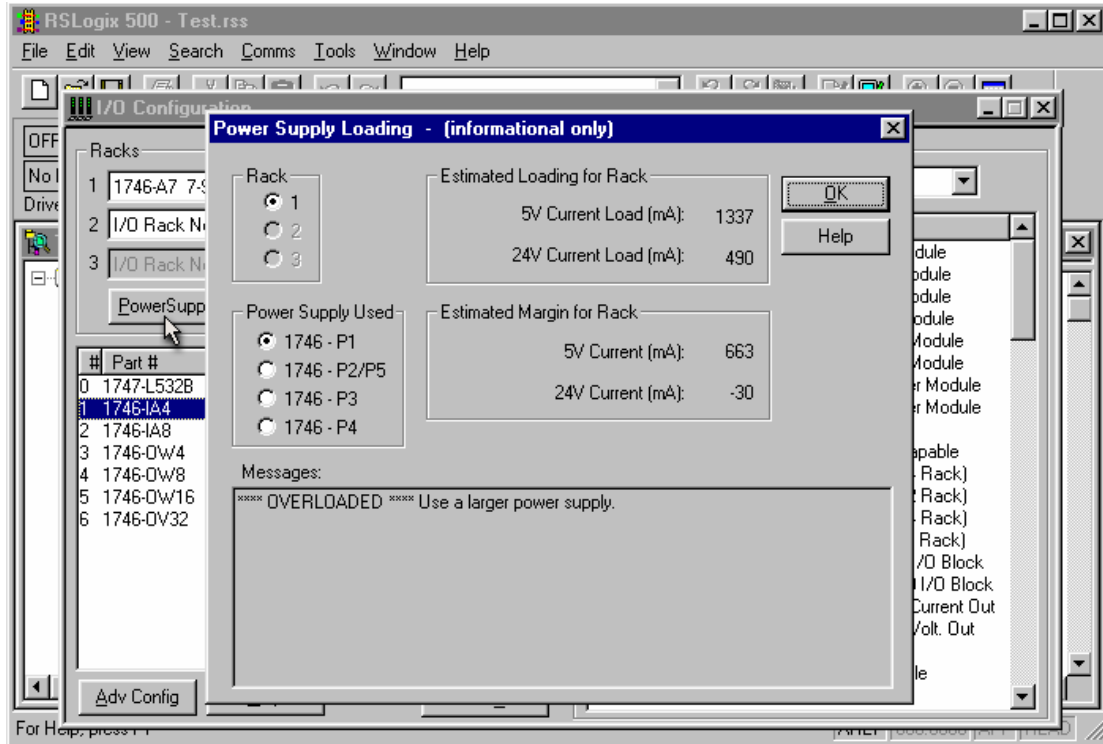 RSLogix 500 - Test.rss
File Edit View Search Comms Tools Window Help
I/O Configuration
OFF
No
Drive
Racks
1 1746-A7 7-
2 I/O Rack
3 I/O Rack
PowerSupp
# Part #
0 1747-L532B
1 1746-IA4
2 1746-IA8
3 1746-OW4
4 1746-OW8
5 1746-OW16
6 1746-OV32
Adv Config
Power Supply Loading - (informational only)
Rack
1
2
3
Power Supply Used
1746 - P1
1746 - P2/P5
1746 - P3
1746 - P4
Estimated Loading for Rack
5V Current Load (mA): 1337
24V Current Load (mA): 490
Estimated Margin for Rack
5V Current (mA): 663
24V Current (mA): -30
OK
Help
Messages:
**** OVERLOADED **** Use a larger power supply.
dule
odule
odule
odule
Module
Module
r Module
r Module
apable
Rack)
Rack)
Rack)
Rack)
/O Block
I/O Block
Current Out
Volt. Out
le
For Help, press F1